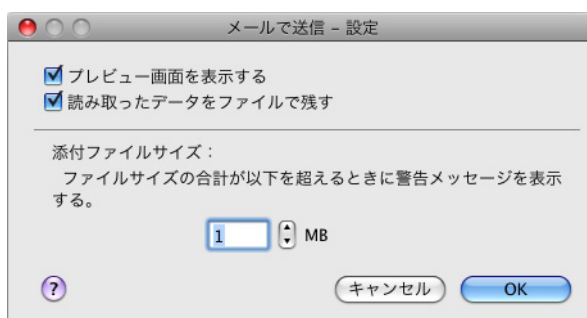 メールで送信 – 設定
プレビュー画面を表示する
読み取ったデータをファイルで残す
添付ファイルサイズ：
ファイルサイズの合計が以下を超えるときに警告メッセージを表示
する。
1 MB
? キャンセル OK